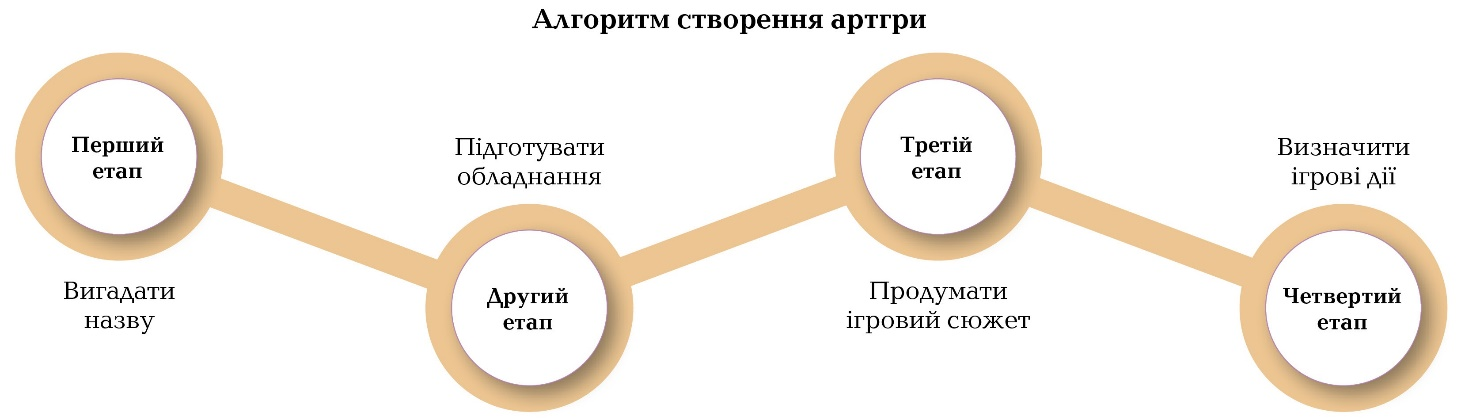 Алгоритм створення артгри
Перший
етап
Вигадати
назву
Підготувати
обладнання
Другий
етап
Третій
етап
Продумати
ігровий сюжет
Визначити
ігрові дії
Четвертий
етап